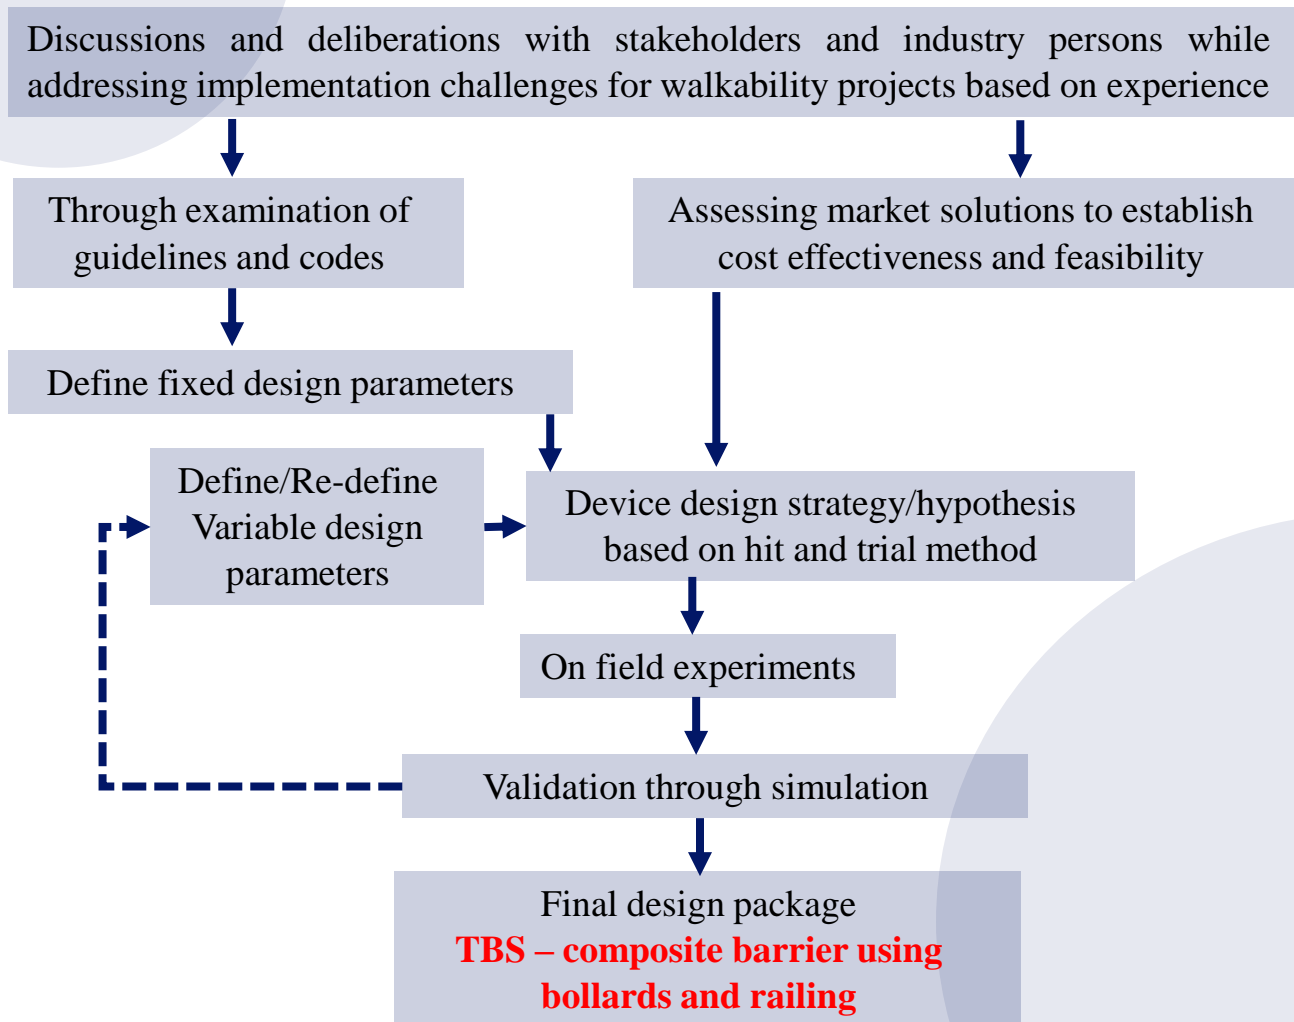 Discussions and deliberations with stakeholders and industry persons while
addressing implementation challenges for walkability projects based on experience
Through examination of
guidelines and codes
Assessing market solutions to establish
cost effectiveness and feasibility
Define fixed design parameters
Define/Re-define
Variable design
parameters
Device design strategy/hypothesis
based on hit and trial method
On field experiments
Validation through simulation
Final design package
TBS – composite barrier using
bollards and railing